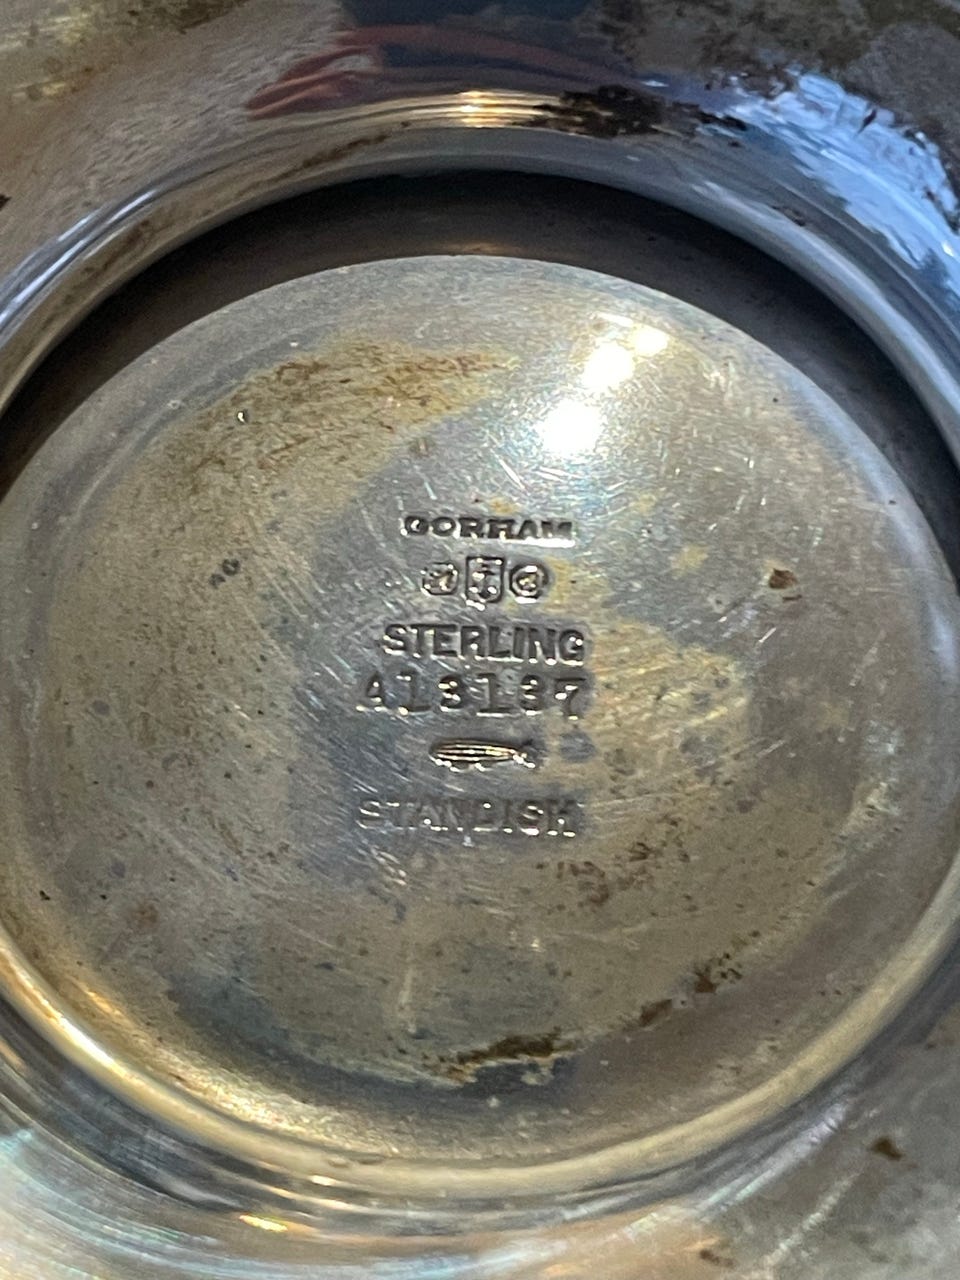 GORHAM
STERLING
A13137
STANDISH